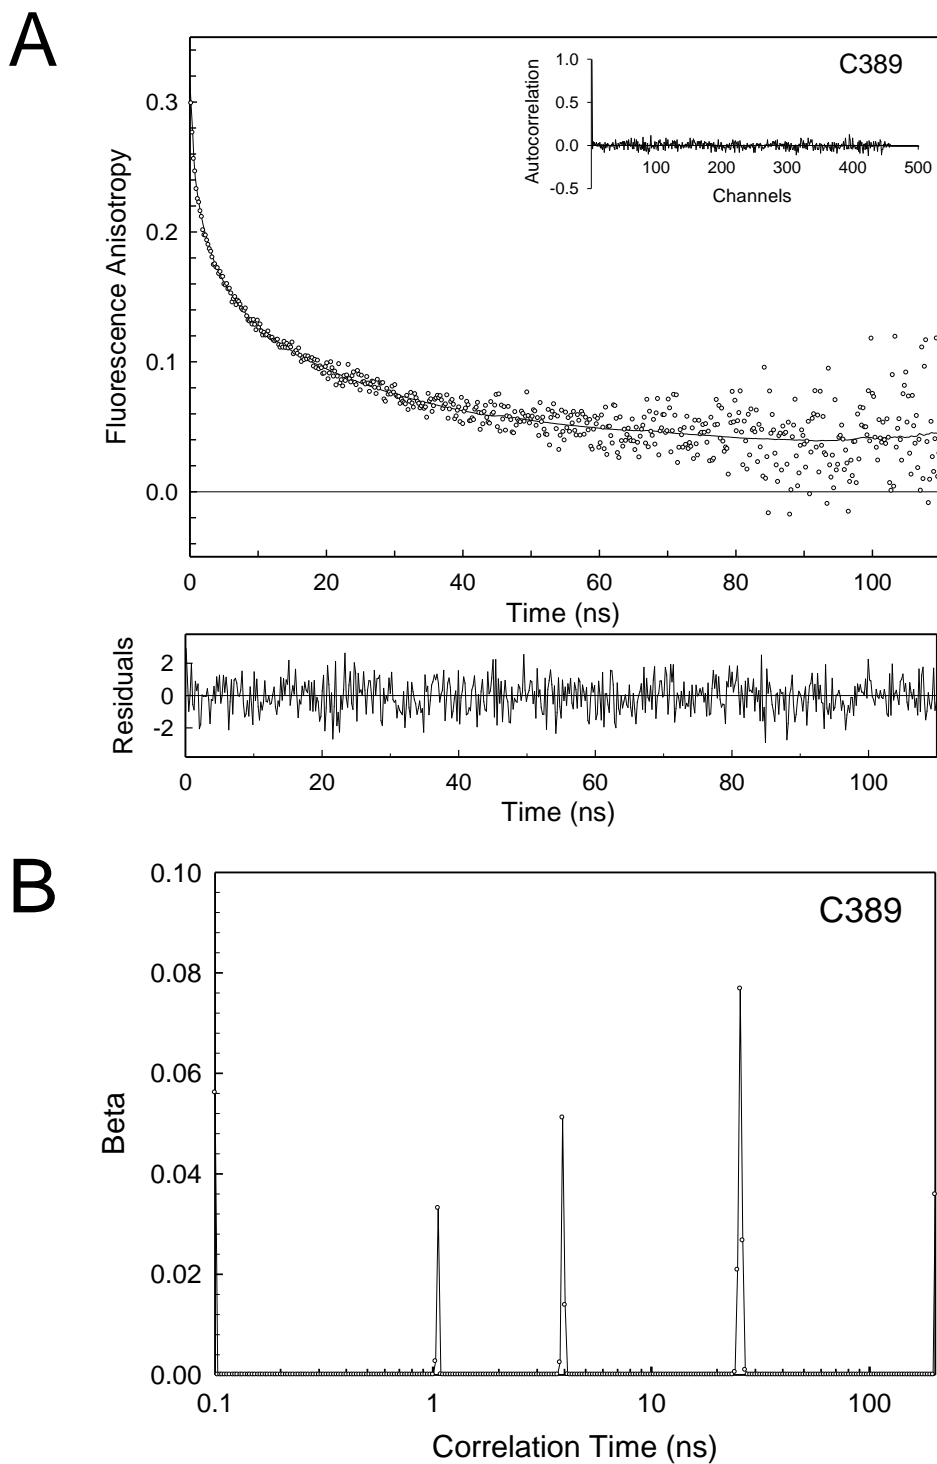 A
C389
Autocorrelation
1.0
0.5
0.0
-0.5
100 200 300 400 500
Channels
Fluorescence Anisotropy
0.3
0.2
0.1
0.0
0 20 40 60 80 100
Time (ns)
Residuals
2
0
-2
0 20 40 60 80 100
Time (ns)
B
C389
Beta
0.10
0.08
0.06
0.04
0.02
0.00
0.1 1 10 100
Correlation Time (ns)